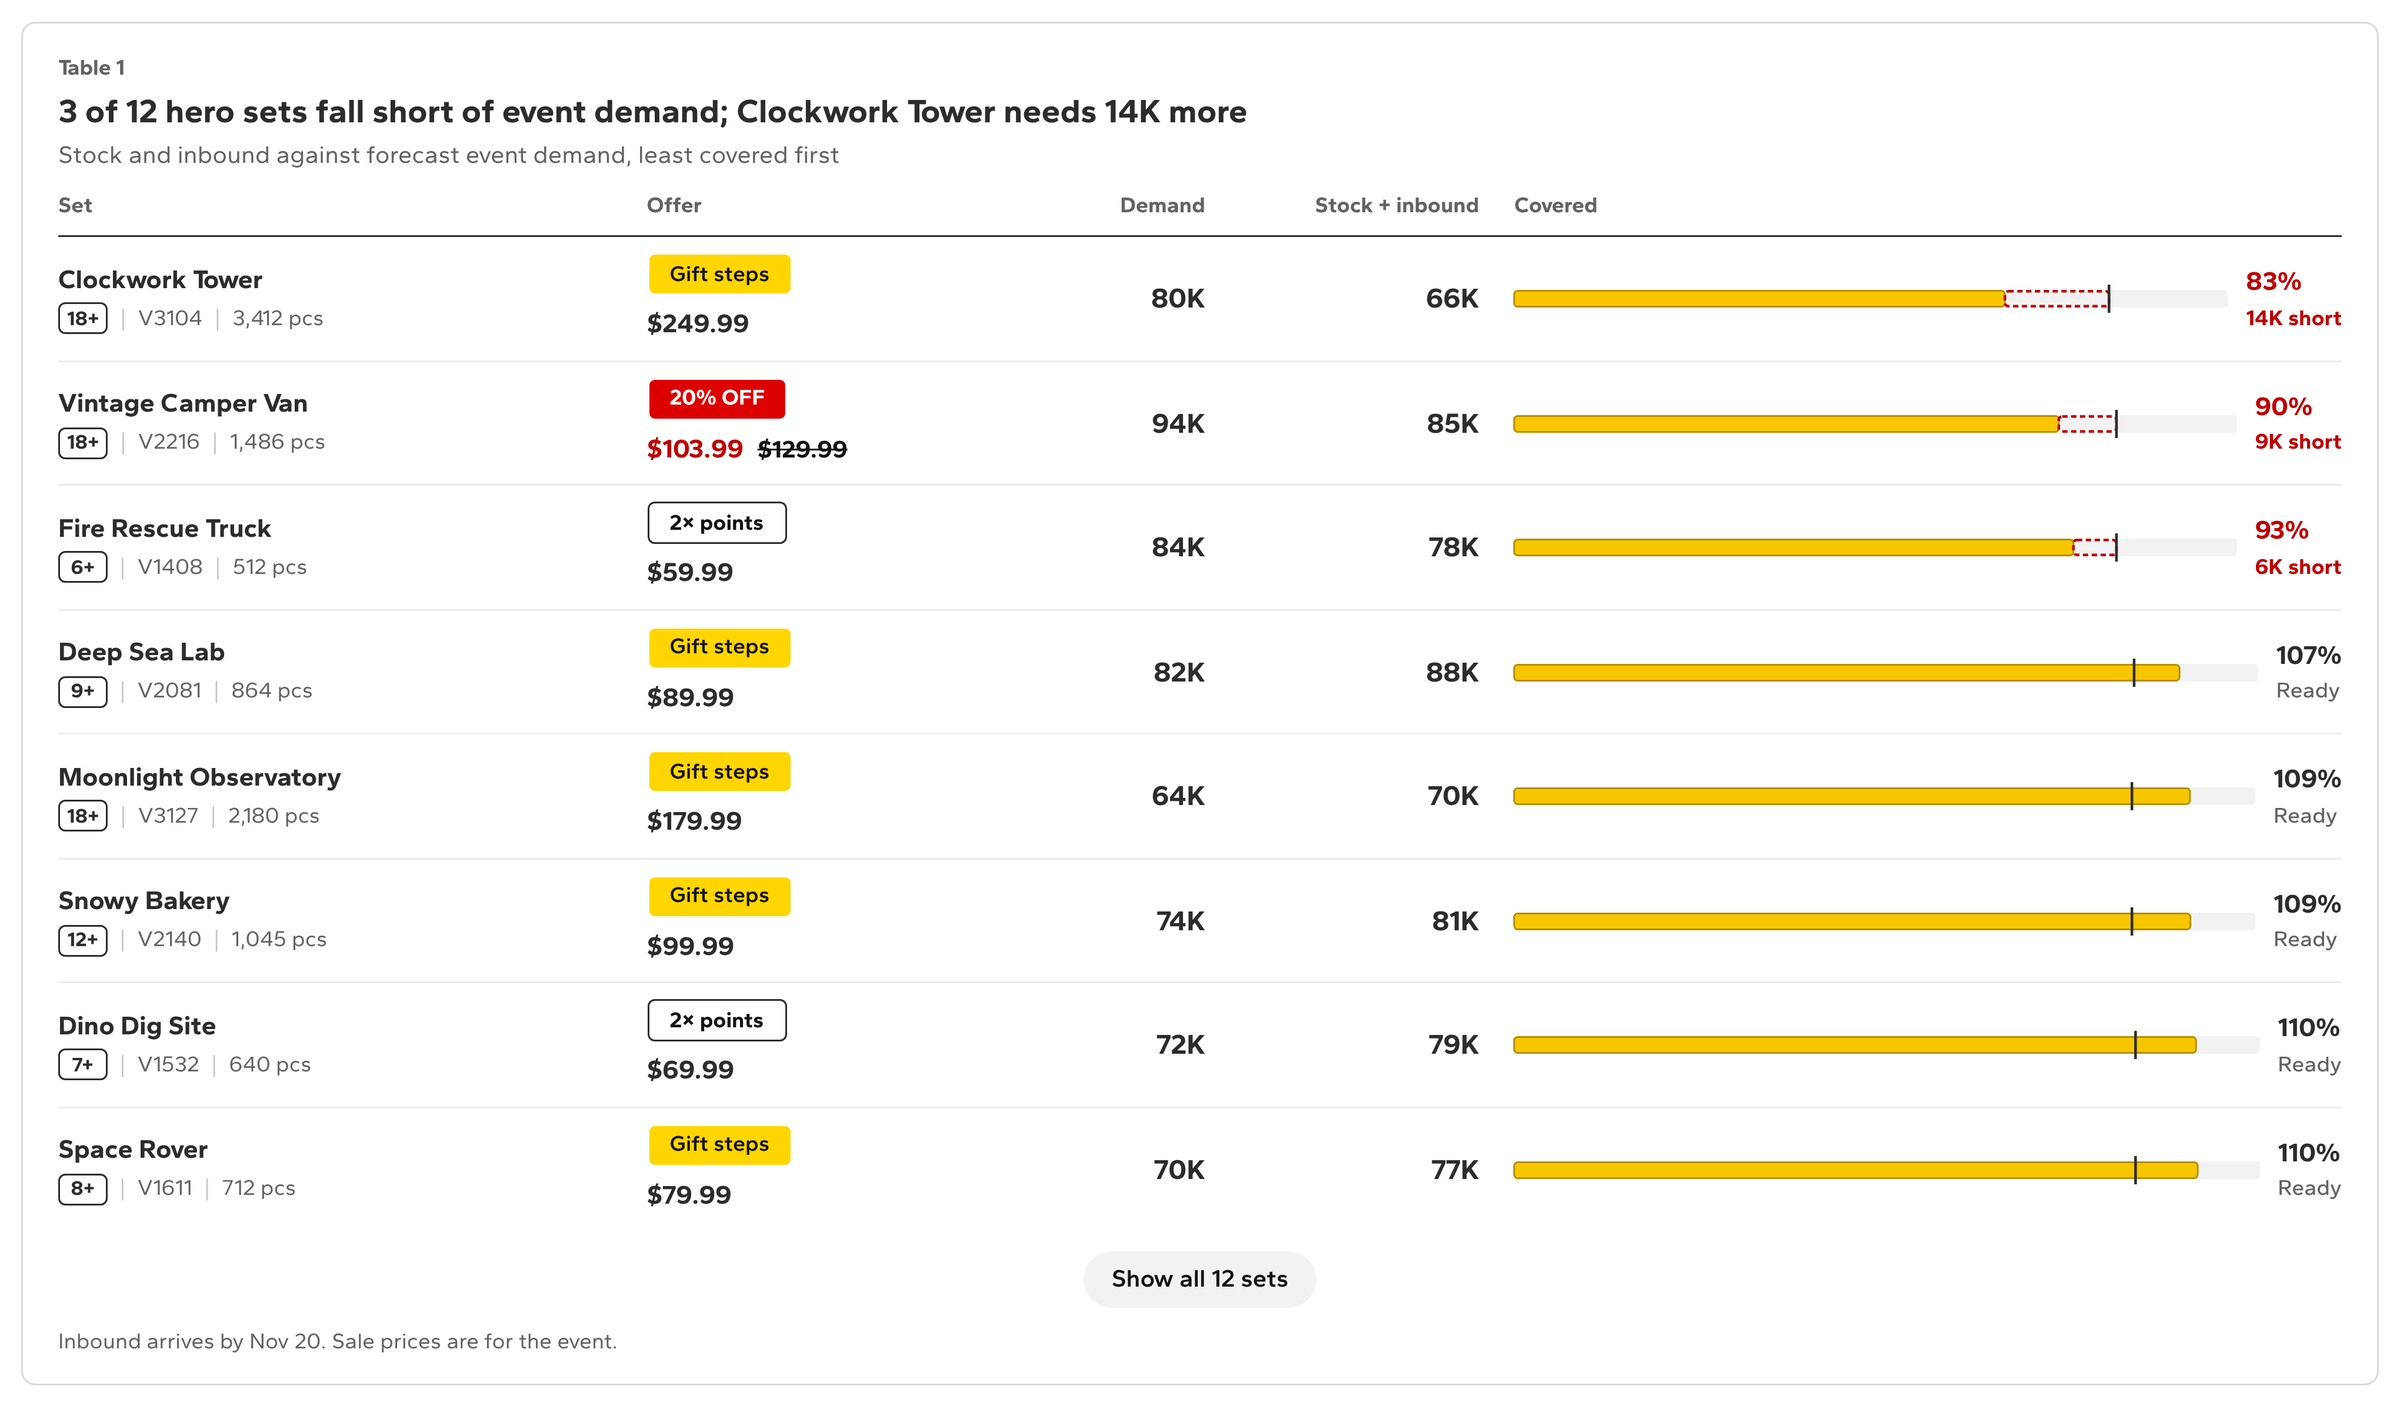 Table 1
3 of 12 hero sets fall short of event demand; Clockwork Tower needs 14K more
Stock and inbound against forecast event demand, least covered first
Set Offer Demand Stock + inbound Covered
Clockwork Tower
18+ | V3104 | 3,412 pcs
Gift steps
$249.99
80K
66K
83%
14K short
Vintage Camper Van
18+ | V2216 | 1,486 pcs
20% OFF
$103.99 $129.99
94K
85K
90%
9K short
Fire Rescue Truck
6+ | V1408 | 512 pcs
2× points
$59.99
84K
78K
93%
6K short
Deep Sea Lab
9+ | V2081 | 864 pcs
Gift steps
$89.99
82K
88K
107%
Ready
Moonlight Observatory
18+ | V3127 | 2,180 pcs
Gift steps
$179.99
64K
70K
109%
Ready
Snowy Bakery
12+ | V2140 | 1,045 pcs
Gift steps
$99.99
74K
81K
109%
Ready
Dino Dig Site
7+ | V1532 | 640 pcs
2× points
$69.99
72K
79K
110%
Ready
Space Rover
8+ | V1611 | 712 pcs
Gift steps
$79.99
70K
77K
110%
Ready
Show all 12 sets
Inbound arrives by Nov 20. Sale prices are for the event.